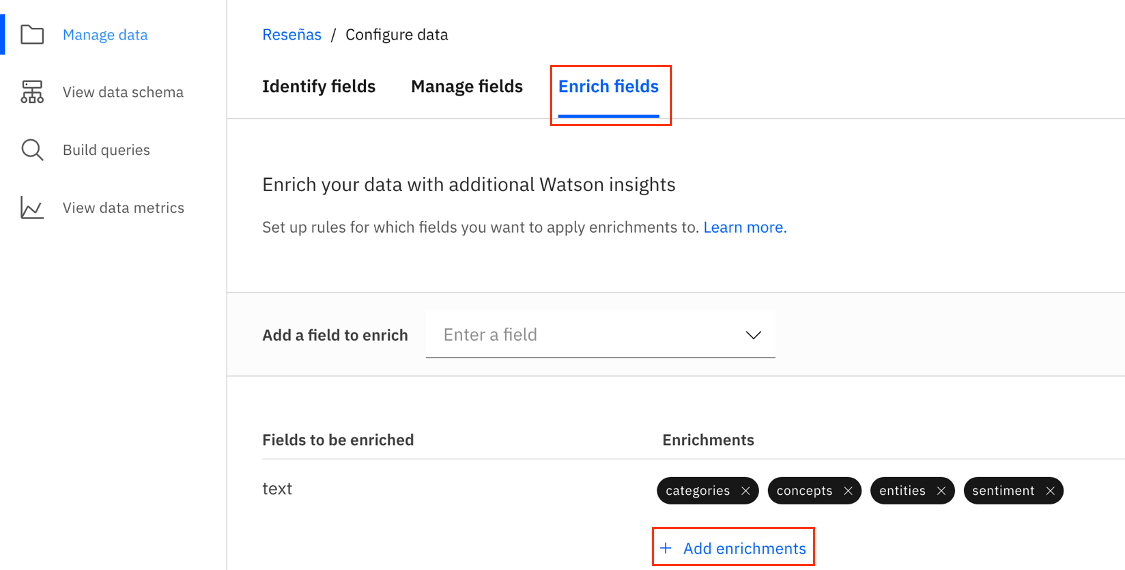 Manage data
View data schema
Build queries
View data metrics
Reseñas / Configure data
Identify fields Manage fields Enrich fields
Enrich your data with additional Watson insights
Set up rules for which fields you want to apply enrichments to. Learn more.
Add a field to enrich Enter a field
Fields to be enriched Enrichments
text categories × concepts × entities × sentiment ×
+ Add enrichments